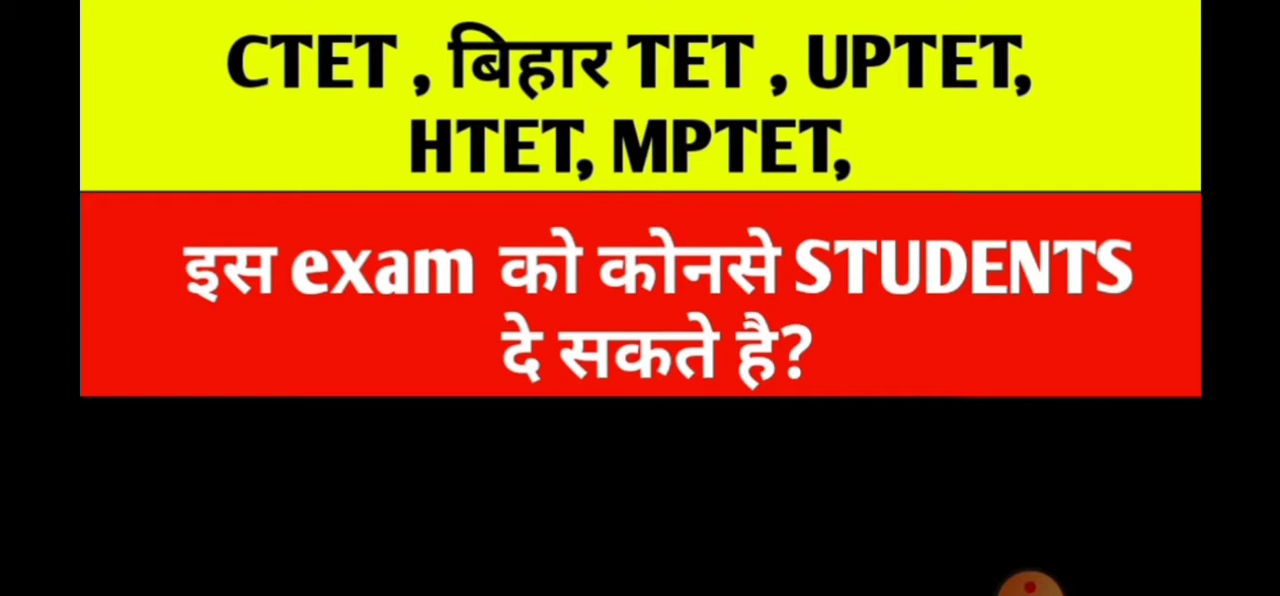 CTET , बिहार TET , UPTET,
HTET, MPTET,
इस exam को कोनसे STUDENTS
दे सकते है?